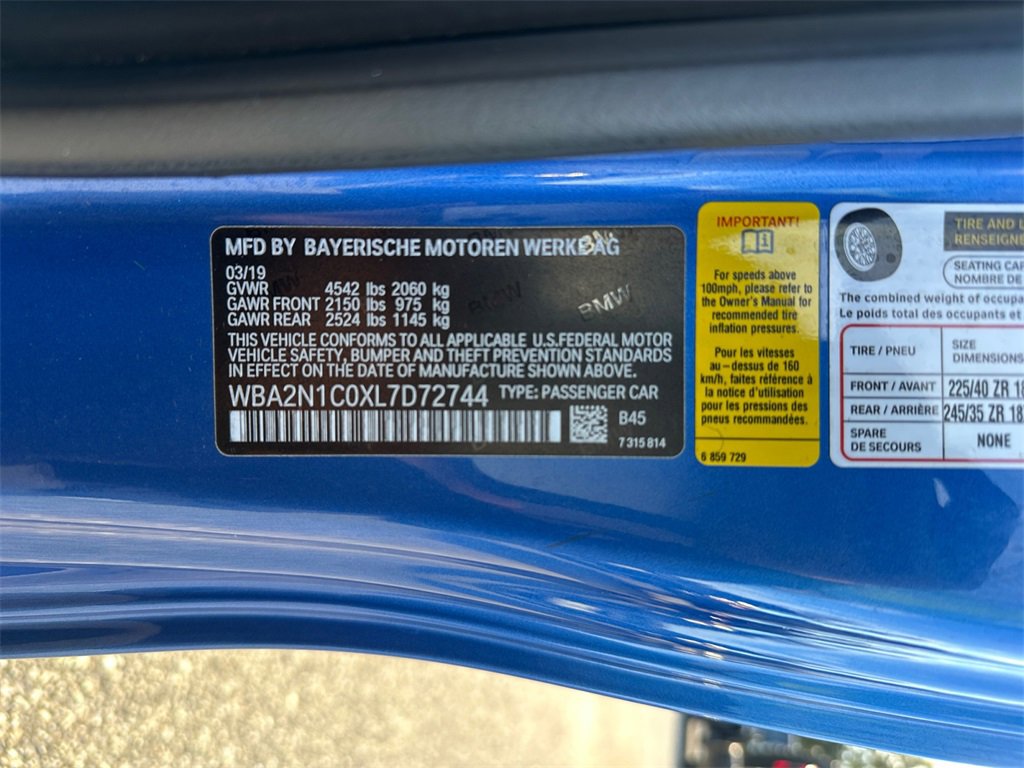 MFD BY BAYERISCHE MOTOREN WERKE AG
03/19
GVWR 4542 lbs 2060 kg
GAWR FRONT 2150 lbs 975 kg
GAWR REAR 2524 lbs 1145 kg
THIS VEHICLE CONFORMS TO ALL APPLICABLE U.S.FEDERAL MOTOR
VEHICLE SAFETY, BUMPER AND THEFT PREVENTION STANDARDS
IN EFFECT ON THE DATE OF MANUFACTURE SHOWN ABOVE.
WBA2N1C0XL7D72744 TYPE: PASSENGER CAR
B45
7 315 814
BMW
IMPORTANT!
For speeds above
100mph, please refer to
the Owner's Manual for
recommended tire
inflation pressures.
Pour les vitesses
au-dessus de 160
km/h, faites référence à
la notice d'utilisation
pour les pressions des
pneus recommandées.
6 859 729
TIRE AND
RENSEIGNE
SEATING CAP
NOMBRE DE
The combined weight of occupa
Le poids total des occupants et
TIRE / PNEU
SIZE
DIMENSIONS
FRONT / AVANT 225/40 ZR 18
REAR / ARRIÈRE 245/35 ZR 18
SPARE
DE SECOURS
NONE